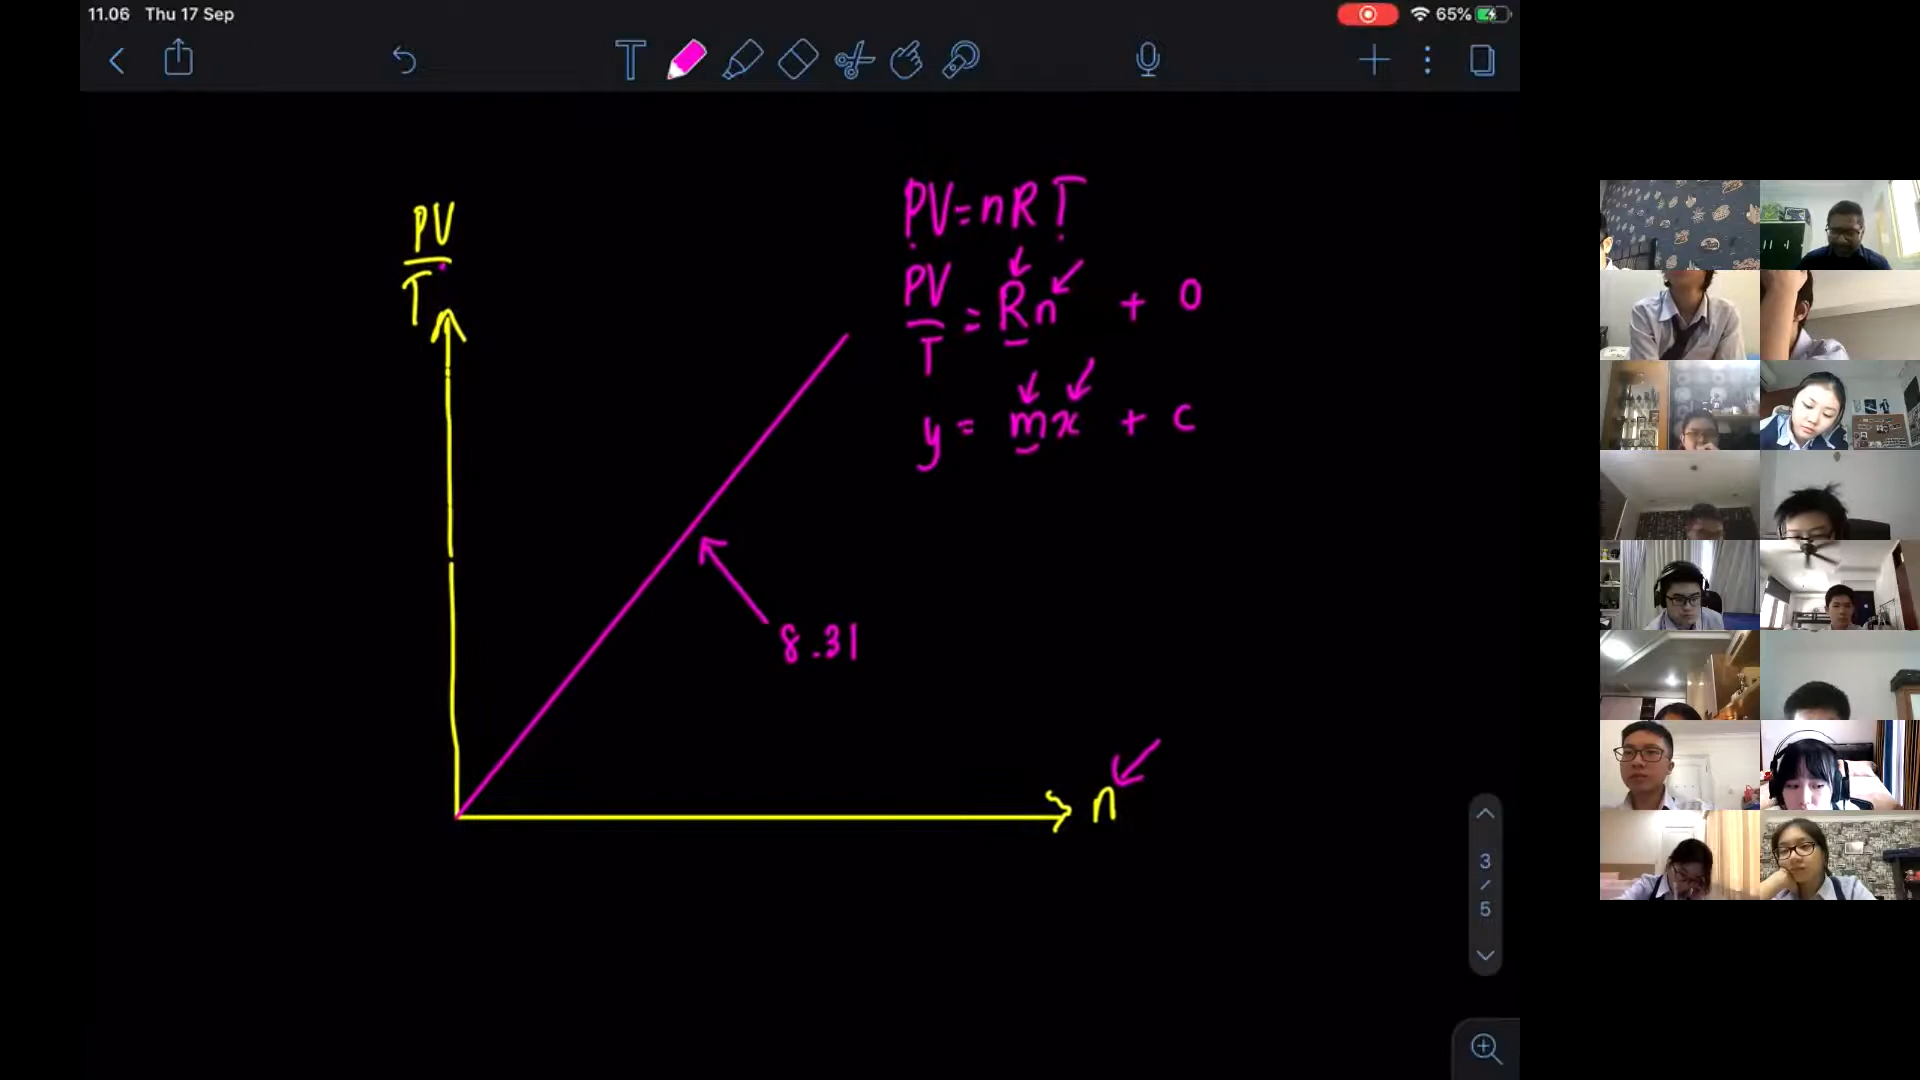 11.06 Thu 17 Sep
65%
T
PV
T
PV=nRT
PV
T
= Rn + 0
y = mx + c
8.31
n
3
/
5